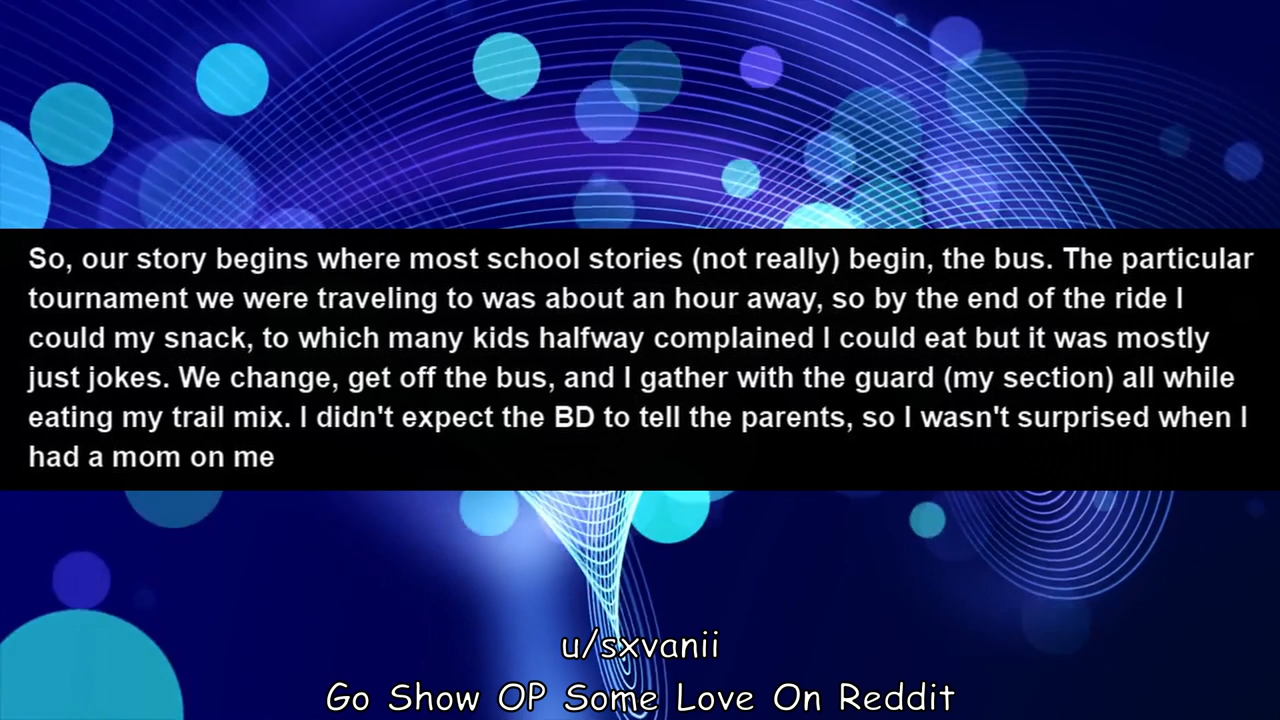 So, our story begins where most school stories (not really) begin, the bus. The particular
tournament we were traveling to was about an hour away, so by the end of the ride I
could my snack, to which many kids halfway complained I could eat but it was mostly
just jokes. We change, get off the bus, and I gather with the guard (my section) all while
eating my trail mix. I didn't expect the BD to tell the parents, so I wasn't surprised when I
had a mom on me
u/sxvanii
Go Show OP Some Love On Reddit